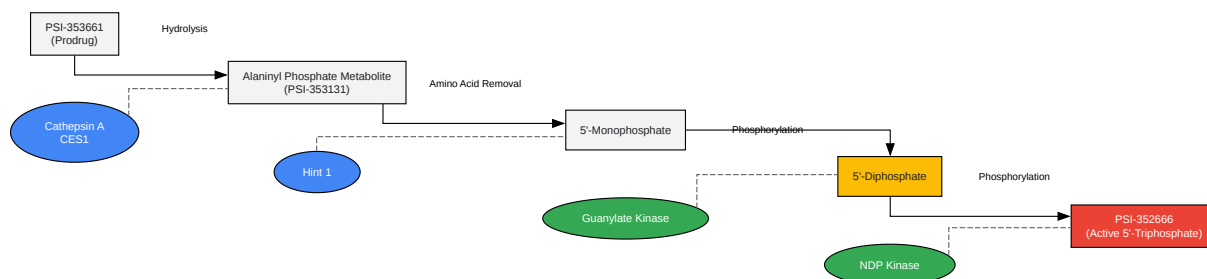 PSI-353661
(Prodrug)
Hydrolysis
Alaninyl Phosphate Metabolite
(PSI-353131)
Amino Acid Removal
Cathepsin A
CES1
5'-Monophosphate
Phosphorylation
Hint 1
5'-Diphosphate
Phosphorylation
Guanylate Kinase
PSI-352666
(Active 5'-Triphosphate)
NDP Kinase